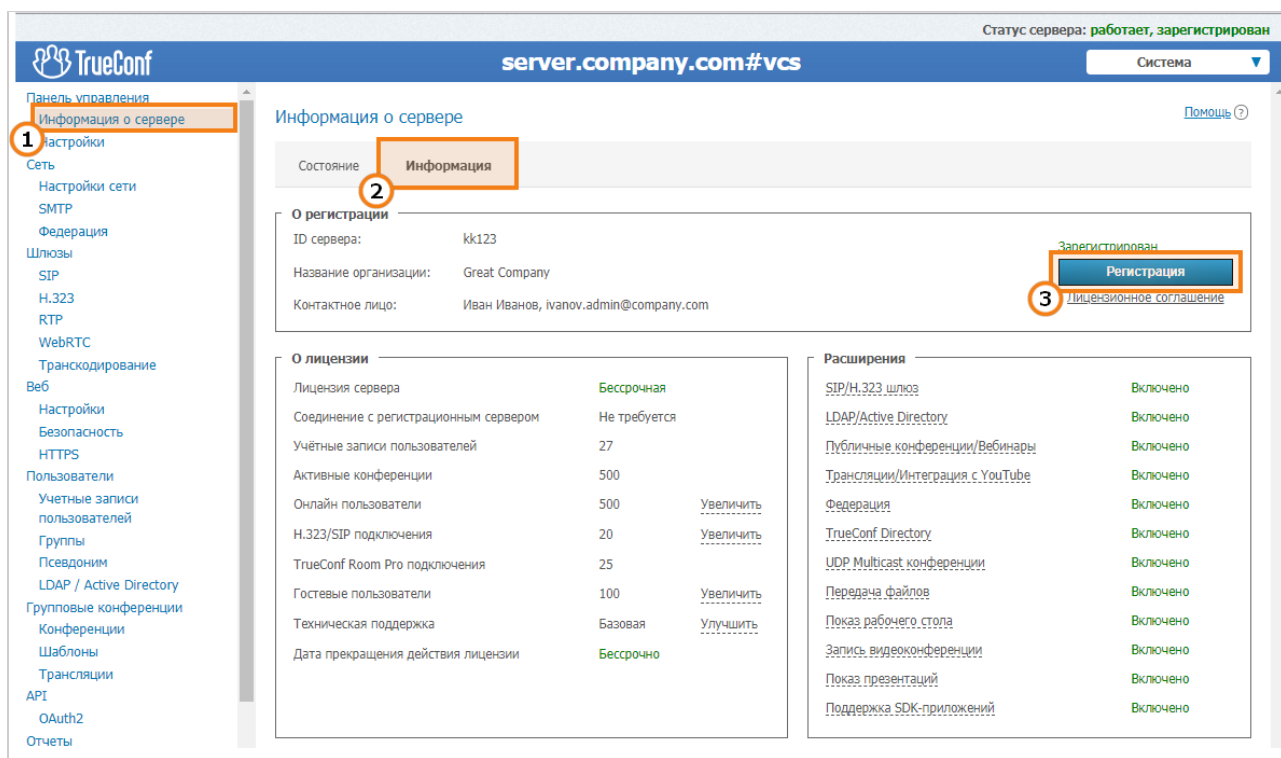 Статус сервера: работает, зарегистрирован
TrueConf
server.company.com#vcs
Система
Панель управления
Информация о сервере
1
Настройки
Сеть
Настройки сети
SMTP
Федерация
Шлюзы
SIP
H.323
RTP
WebRTC
Транскодирование
Веб
Настройки
Безопасность
HTTPS
Пользователи
Учетные записи
пользователей
Группы
Псевдоним
LDAP / Active Directory
Групповые конференции
Конференции
Шаблоны
Трансляции
API
OAuth2
Отчеты
Информация о сервере
Помощь ?
Состояние
Информация
2
О регистрации
ID сервера: kk123
Название организации: Great Company
Контактное лицо: Иван Иванов, ivanov.admin@company.com
Зарегистрирован
Регистрация
3
Лицензионное соглашение
О лицензии
Лицензия сервера Бессрочная
Соединение с регистрационным сервером Не требуется
Учётные записи пользователей 27
Активные конференции 500
Онлайн пользователи 500 Увеличить
H.323/SIP подключения 20 Увеличить
TrueConf Room Pro подключения 25
Гостевые пользователи 100 Увеличить
Техническая поддержка Базовая Улучшить
Дата прекращения действия лицензии Бессрочно
Расширения
SIP/H.323 шлюз Включено
LDAP/Active Directory Включено
Публичные конференции/Вебинары Включено
Трансляции/Интеграция с YouTube Включено
Федерация Включено
TrueConf Directory Включено
UDP Multicast конференции Включено
Передача файлов Включено
Показ рабочего стола Включено
Запись видеоконференции Включено
Показ презентаций Включено
Поддержка SDK-приложений Включено